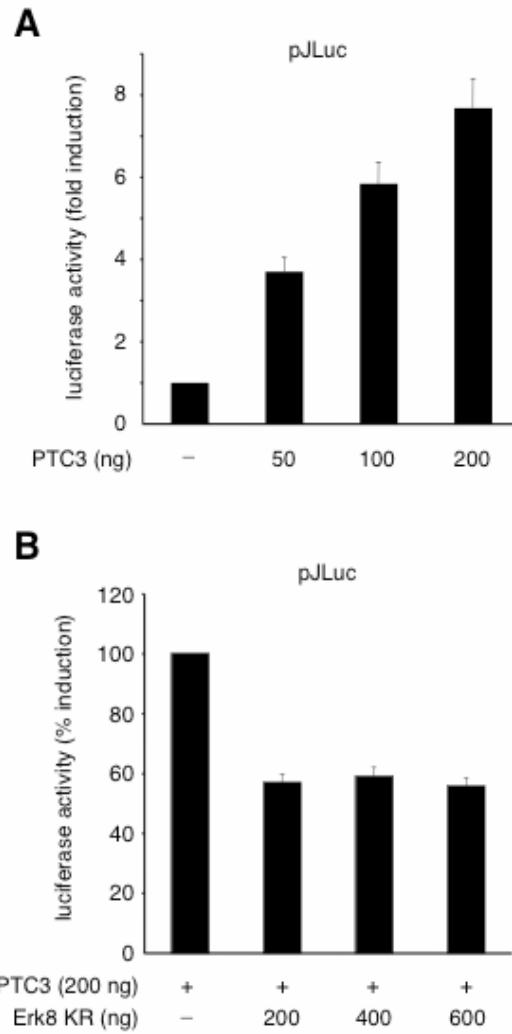 A
pJLuc
luciferase activity (fold induction)
8
6
4
2
0
PTC3 (ng) – 50 100 200
B
pJLuc
luciferase activity (% induction)
120
100
80
60
40
20
0
PTC3 (200 ng) + + + +
Erk8 KR (ng) – 200 400 600